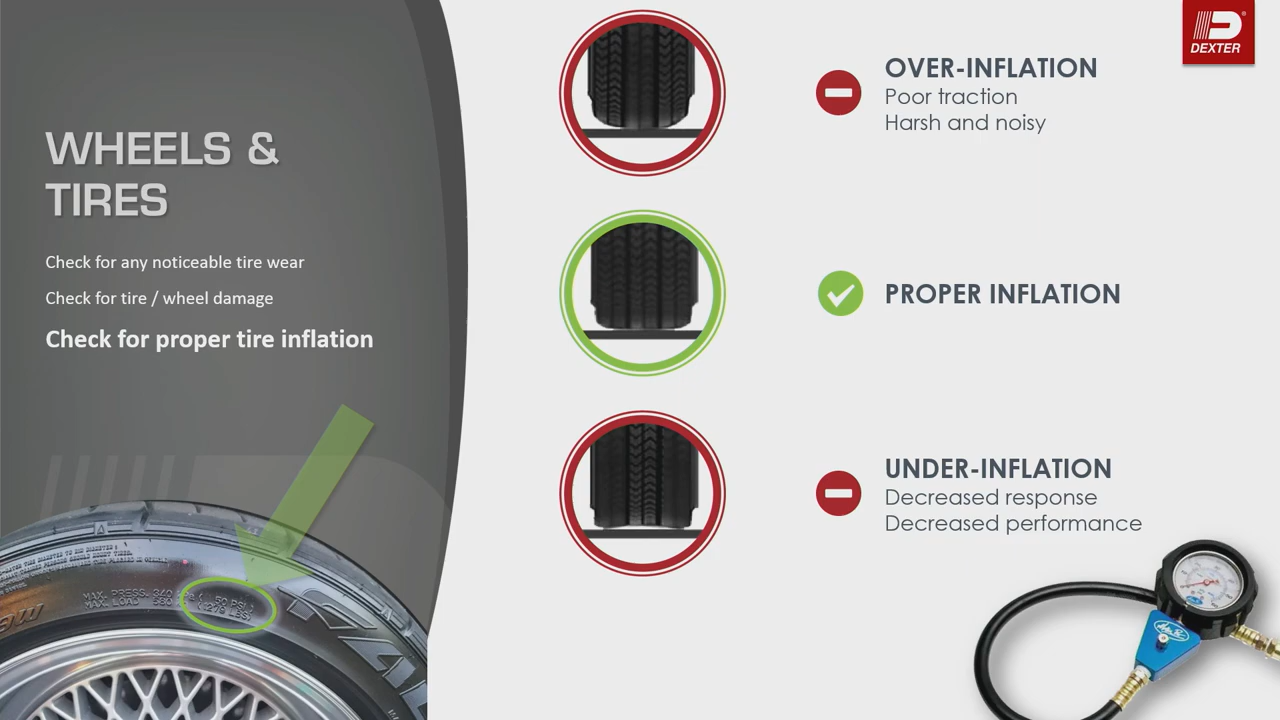 WHEELS &
TIRES
Check for any noticeable tire wear
Check for tire / wheel damage
Check for proper tire inflation
MAX. PRESS. 340
MAX. LOAD 580
50 PSI
OVER-INFLATION
Poor traction
Harsh and noisy
PROPER INFLATION
UNDER-INFLATION
Decreased response
Decreased performance
DEXTER